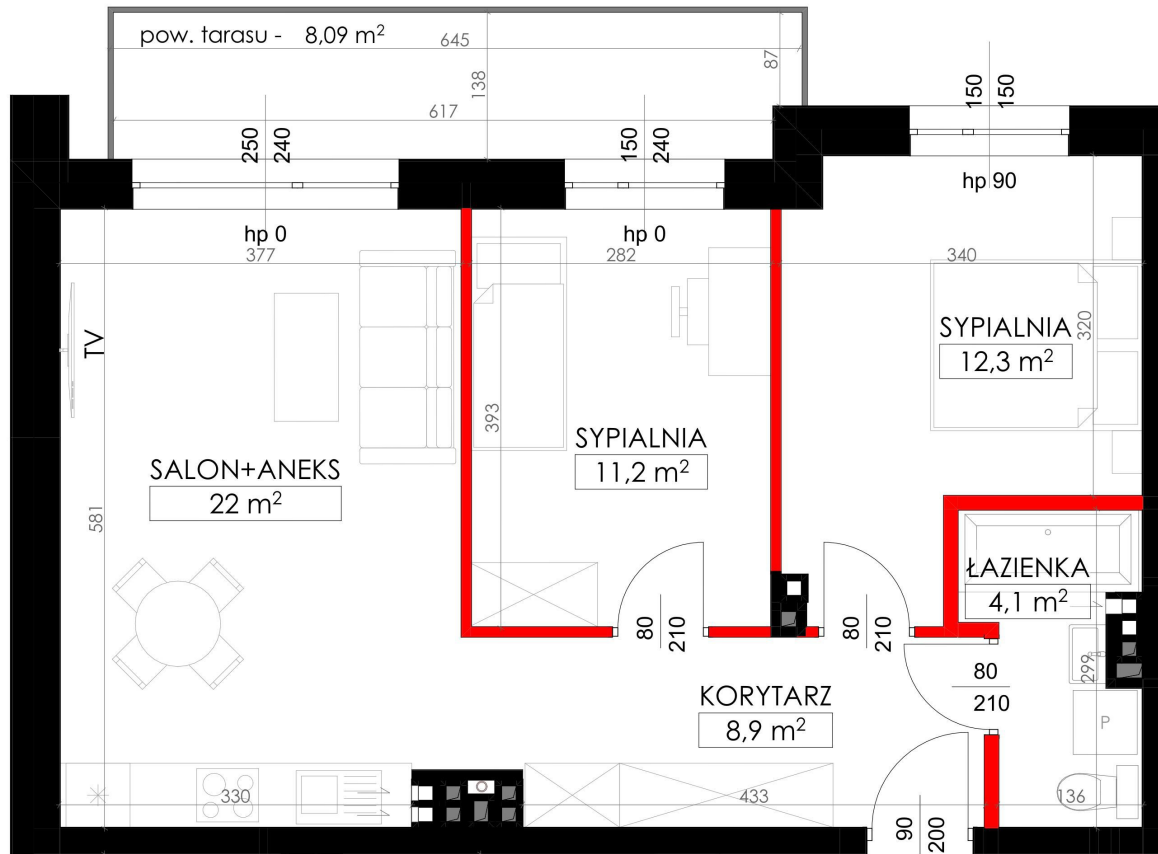 pow. tarasu - 8,09 m²
645
87
138
617
150
150
250
240
150
240
hp 90
hp 0
hp 0
377
282
340
TV
SYPIALNIA
12,3 m²
320
393
SYPIALNIA
11,2 m²
SALON+ANEKS
22 m²
581
ŁAZIENKA
4,1 m²
80
210
80
210
299
80
210
KORYTARZ
8,9 m²
P
330
433
136
90
200